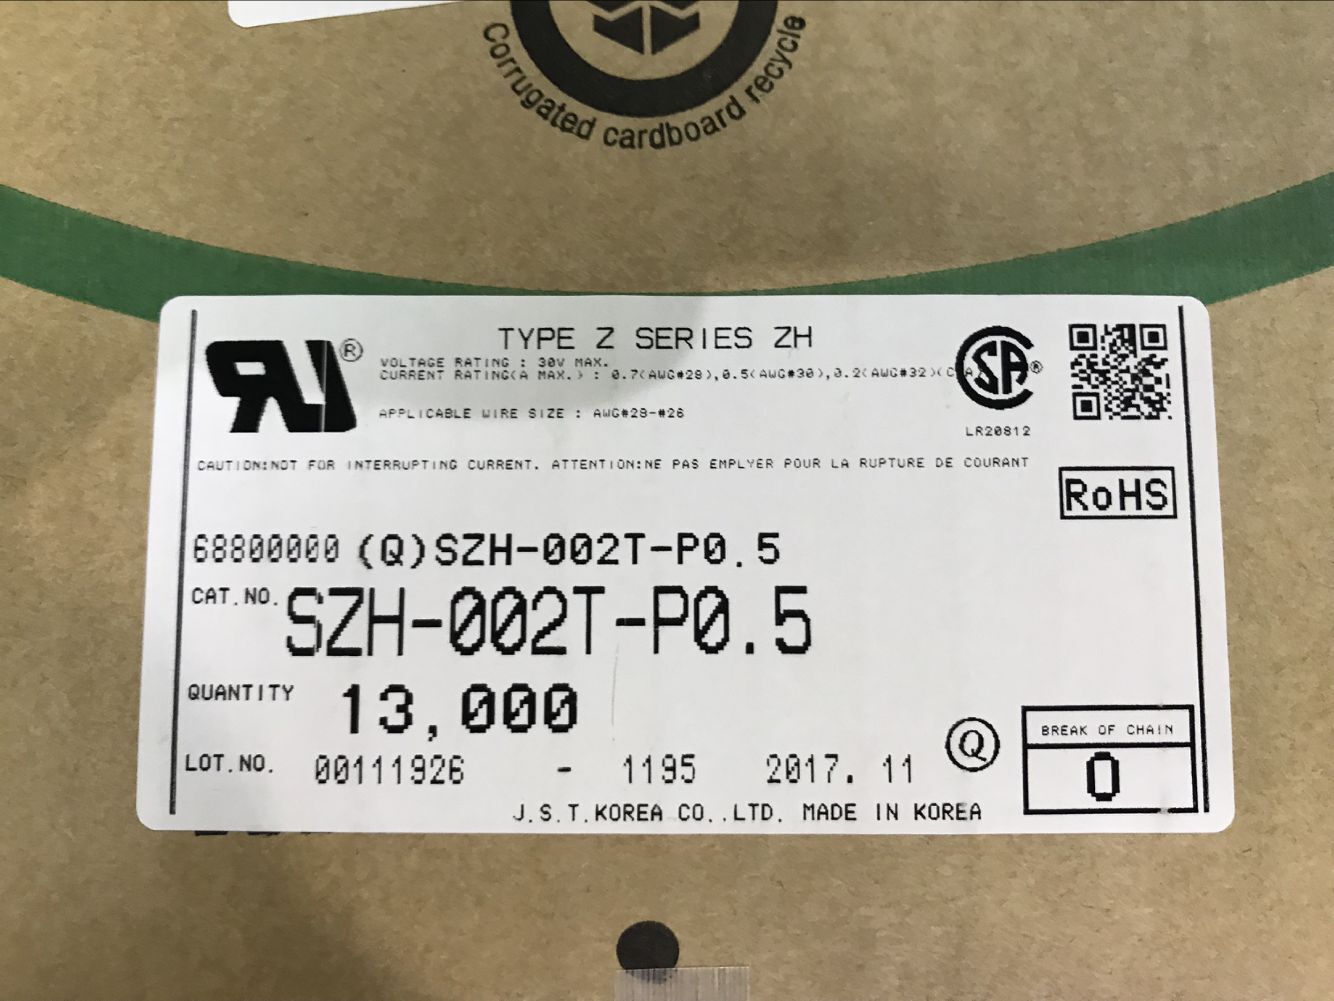 Corrugated cardboard recycle
TYPE Z SERIES ZH
VOLTAGE RATING : 30V MAX.
CURRENT RATING(A MAX.) : 0.7(AWG#28),0.5(AWG#30),0.2(AWG#32)(CSA)
APPLICABLE WIRE SIZE : AWG#28-#26
LR20812
CAUTION:NOT FOR INTERRUPTING CURRENT. ATTENTION:NE PAS EMPLYER POUR LA RUPTURE DE COURANT
RoHS
68800000 (Q)SZH-002T-P0.5
CAT.NO. SZH-002T-P0.5
QUANTITY 13,000
LOT.NO. 00111926 - 1195 2017. 11
Q
BREAK OF CHAIN
0
J.S.T.KOREA CO.,LTD. MADE IN KOREA